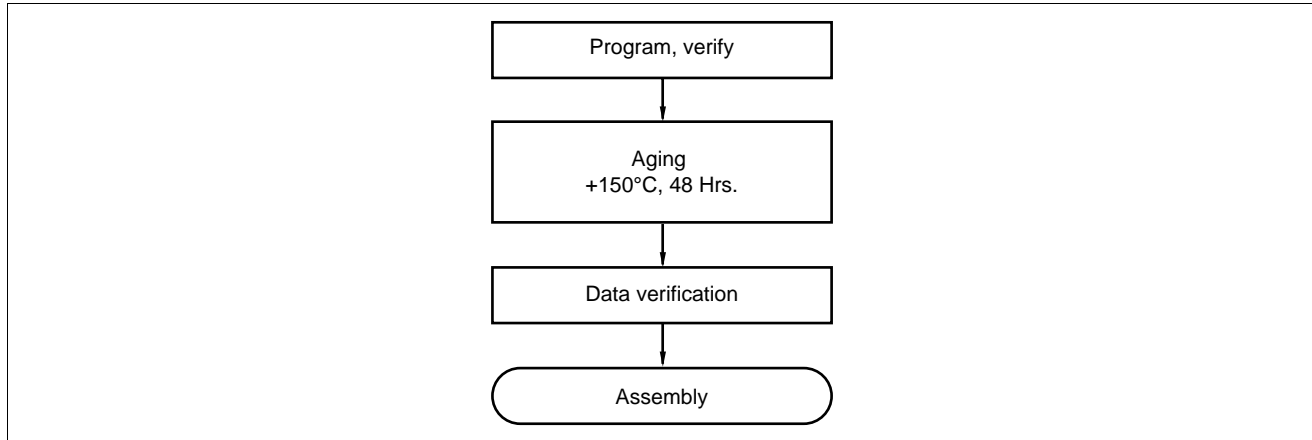 Program, verify
Aging
+150°C, 48 Hrs.
Data verification
Assembly